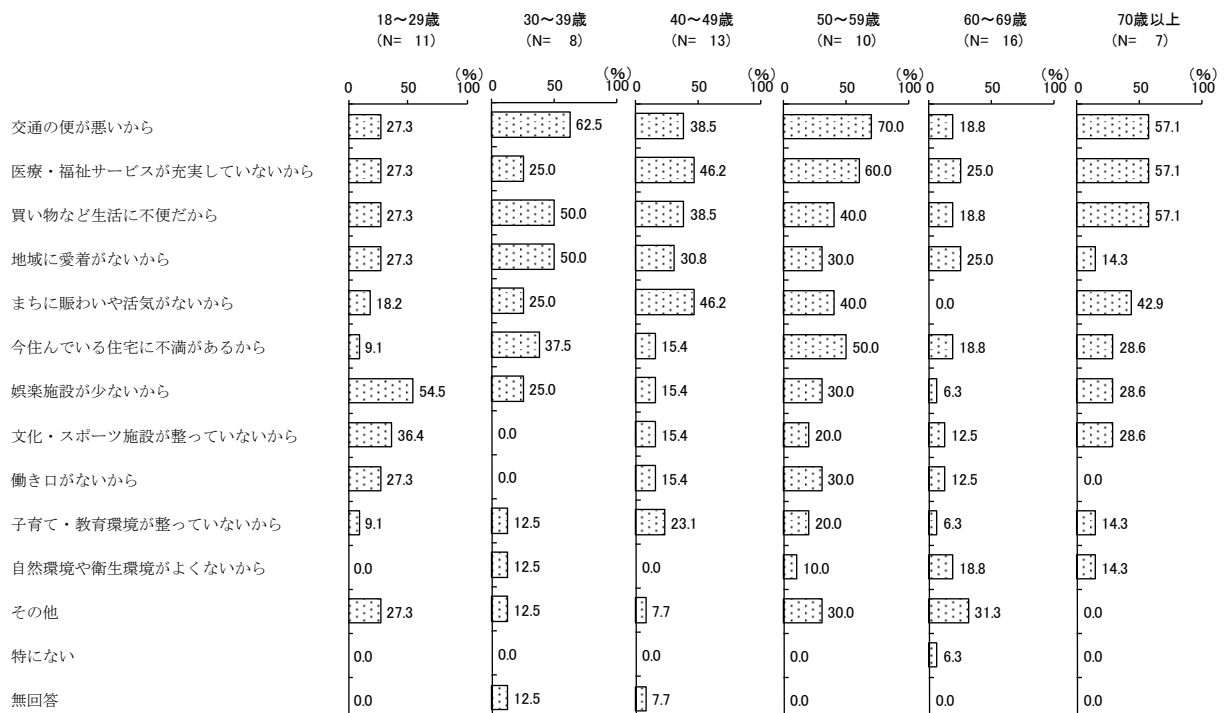 18～29歳 30～39歳 40～49歳 50～59歳 60～69歳 70歳以上
(N= 11) (N= 8) (N= 13) (N= 10) (N= 16) (N= 7)
(%) (%) (%) (%) (%) (%)
0 50 100 0 50 100 0 50 100 0 50 100 0 50 100 0 50 100
交通の便が悪いから 27.3 62.5 38.5 70.0 18.8 57.1
医療・福祉サービスが充実していないから 27.3 25.0 46.2 60.0 25.0 57.1
買い物など生活に不便だから 27.3 50.0 38.5 40.0 18.8 57.1
地域に愛着がないから 27.3 50.0 30.8 30.0 25.0 14.3
まちに賑わいや活気がないから 18.2 25.0 46.2 40.0 0.0 42.9
今住んでいる住宅に不満があるから 9.1 37.5 15.4 50.0 18.8 28.6
娯楽施設が少ないから 54.5 25.0 15.4 30.0 6.3 28.6
文化・スポーツ施設が整っていないから 36.4 0.0 15.4 20.0 12.5 28.6
働き口がないから 27.3 0.0 15.4 30.0 12.5 0.0
子育て・教育環境が整っていないから 9.1 12.5 23.1 20.0 6.3 14.3
自然環境や衛生環境がよくないから 0.0 12.5 0.0 10.0 18.8 14.3
その他 27.3 12.5 7.7 30.0 31.3 0.0
特にない 0.0 0.0 0.0 0.0 6.3 0.0
無回答 0.0 12.5 7.7 0.0 0.0 0.0